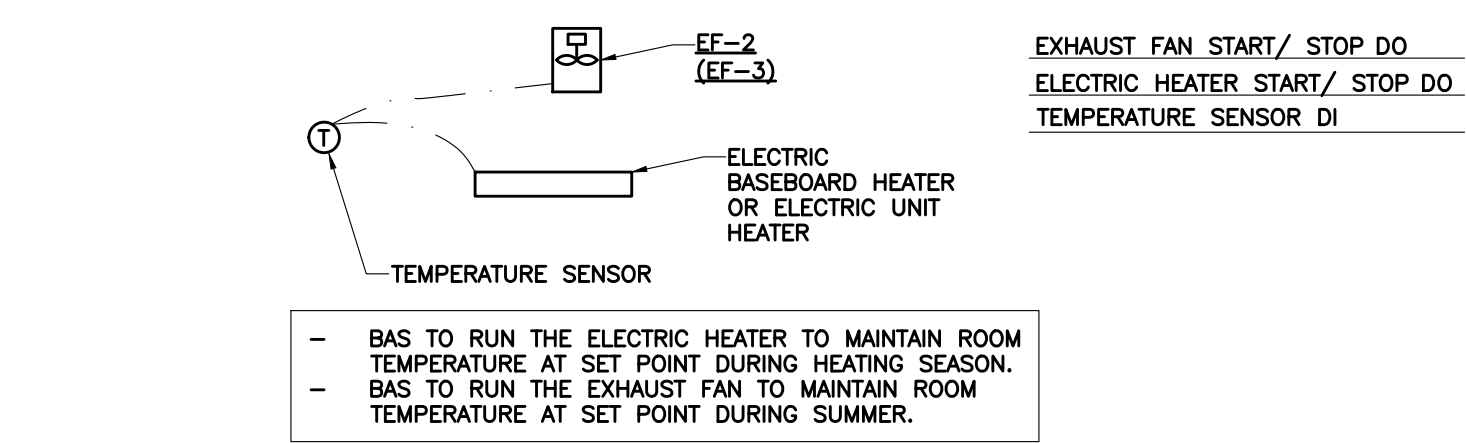 EF-2
(EF-3)
EXHAUST FAN START/ STOP DO
ELECTRIC HEATER START/ STOP DO
TEMPERATURE SENSOR DI
T
ELECTRIC
BASEBOARD HEATER
OR ELECTRIC UNIT
HEATER
TEMPERATURE SENSOR
- BAS TO RUN THE ELECTRIC HEATER TO MAINTAIN ROOM
TEMPERATURE AT SET POINT DURING HEATING SEASON.
- BAS TO RUN THE EXHAUST FAN TO MAINTAIN ROOM
TEMPERATURE AT SET POINT DURING SUMMER.